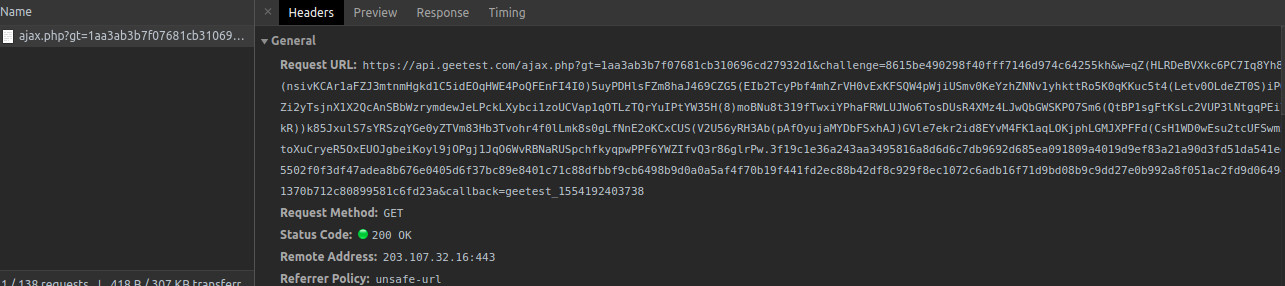 Name
× Headers Preview Response Timing
ajax.php?gt=1aa3ab3b7f07681cb31069...
General
Request URL: https://api.geetest.com/ajax.php?gt=1aa3ab3b7f07681cb310696cd27932d1&challenge=8615be490298f40fff7146d974c64255kh&w=qZ(HLRDeBVXkc6PC7Iq8Yh8
(nsivKCAr1aFZJ3mtnmHgkd1C5idEOqHWE4PoQFEnFI4I0)5uyPDHlsFZm8haJ469CZG5(EIb2TcyPbf4mhZrVH0vExKFSQW4pWjiUSmv0KeYzhZNNv1yhkttRo5K0qKKuc5t4(Letv0OLdeZT0S)iP
Zi2yTsjnX1X2QcAnSBbWzrymdewJeLPckLXybci1zoUCVap1qOTLzTQrYuIPtYW35H(8)moBNu8t319fTwxiYPhaFRWLUJWo6TosDUsR4XMz4LJwQbGWSKPO7Sm6(QtBP1sgFtKsLc2VUP3lNtgqPEi
kR))k85JxulS7sYRSzqYGe0yZTVm83Hb3Tvohr4f0lLmk8s0gLfNnE2oKCxCUS(V2U56yRH3Ab(pAfOyujaMYDbFSxhAJ)GVle7ekr2id8EYvM4FK1aqLOKjphLGMJXPFFd(CsH1WD0wEsu2tcUFSwm
toXuCryeR5OxEUOJgbeiKoyl9jOPgj1JqO6WvRBNaRUSpchfkyqpwPPF6YWZIfvQ3r86glrPw.3f19c1e36a243aa3495816a8d6d6c7db9692d685ea091809a4019d9ef83a21a90d3fd51da541e
5502f0f3df47adea8b676e0405d6f37bc89e8401c71c88dfbbf9cb6498b9d0a0a5af4f70b19f441fd2ec88b42df8c929f8ec1072c6adb16f71d9bd08b9c9dd27e0b992a8f051ac2fd9d0649
1370b712c80899581c6fd23a&callback=geetest_1554192403738
Request Method: GET
Status Code: 200 OK
Remote Address: 203.107.32.16:443
Referrer Policy: unsafe-url
1 / 138 requests | 418 B / 307 KB transferr